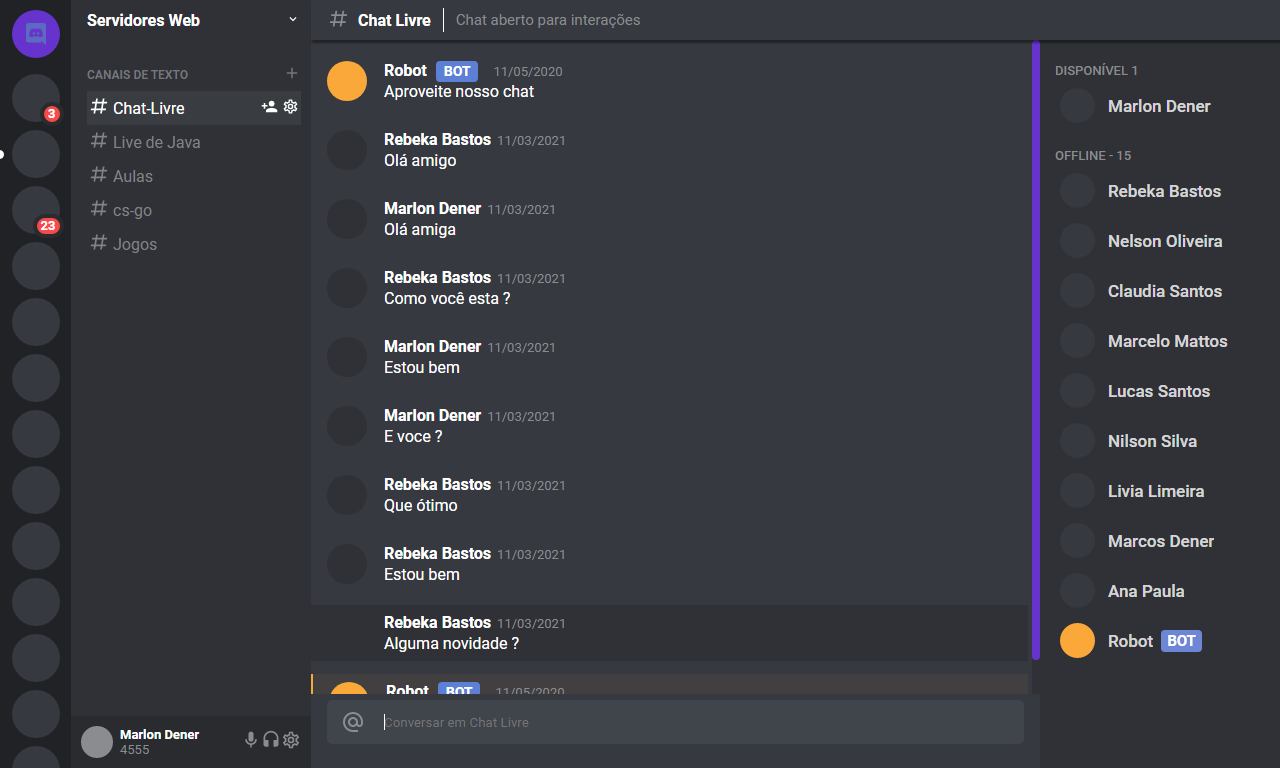 Servidores Web
3
23
CANAIS DE TEXTO +
# Chat-Livre
# Live de Java
# Aulas
# cs-go
# Jogos
Marlon Dener
4555
# Chat Livre | Chat aberto para interações
Robot BOT 11/05/2020
Aproveite nosso chat
Rebeka Bastos 11/03/2021
Olá amigo
Marlon Dener 11/03/2021
Olá amiga
Rebeka Bastos 11/03/2021
Como você esta ?
Marlon Dener 11/03/2021
Estou bem
Marlon Dener 11/03/2021
E voce ?
Rebeka Bastos 11/03/2021
Que ótimo
Rebeka Bastos 11/03/2021
Estou bem
Rebeka Bastos 11/03/2021
Alguma novidade ?
Robot BOT 11/05/2020
@ Conversar em Chat Livre
DISPONÍVEL 1
Marlon Dener
OFFLINE - 15
Rebeka Bastos
Nelson Oliveira
Claudia Santos
Marcelo Mattos
Lucas Santos
Nilson Silva
Livia Limeira
Marcos Dener
Ana Paula
Robot BOT